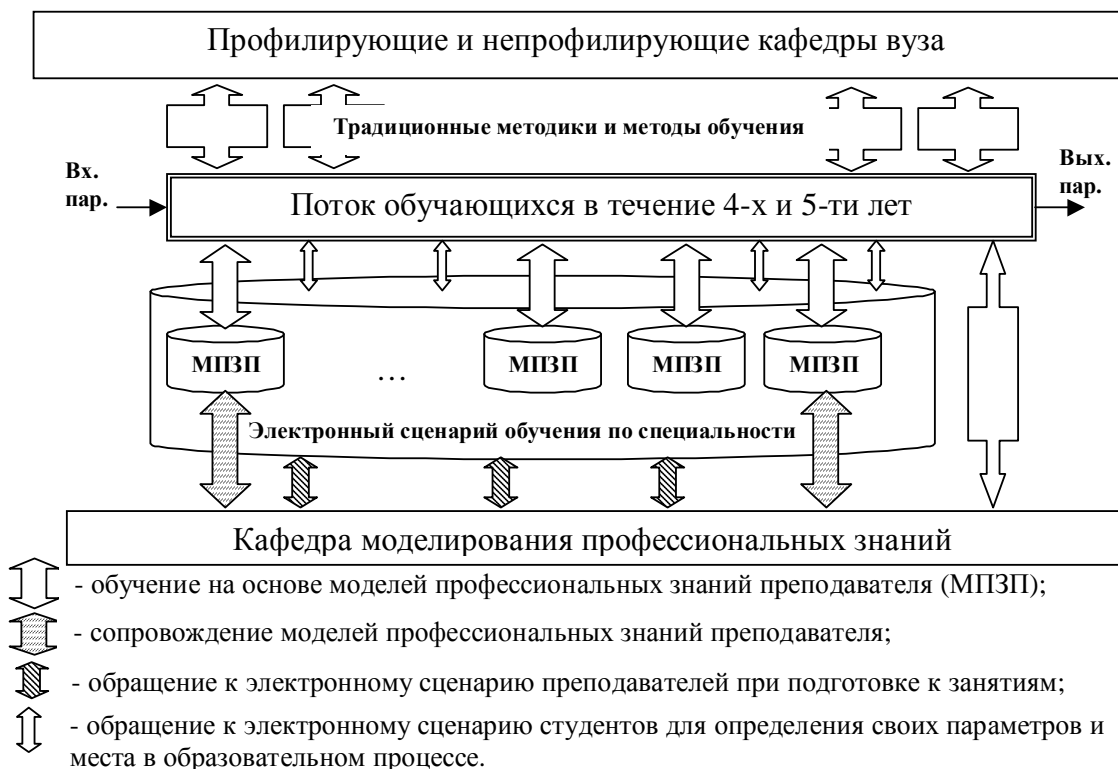 Профилирующие и непрофилирующие кафедры вуза
Традиционные методики и методы обучения
Вх.
пар.
Вых.
пар.
Поток обучающихся в течение 4-х и 5-ти лет
МПЗП
...
МПЗП
МПЗП
МПЗП
Электронный сценарий обучения по специальности
Кафедра моделирования профессиональных знаний
- обучение на основе моделей профессиональных знаний преподавателя (МПЗП);
- сопровождение моделей профессиональных знаний преподавателя;
- обращение к электронному сценарию преподавателей при подготовке к занятиям;
- обращение к электронному сценарию студентов для определения своих параметров и
места в образовательном процессе.